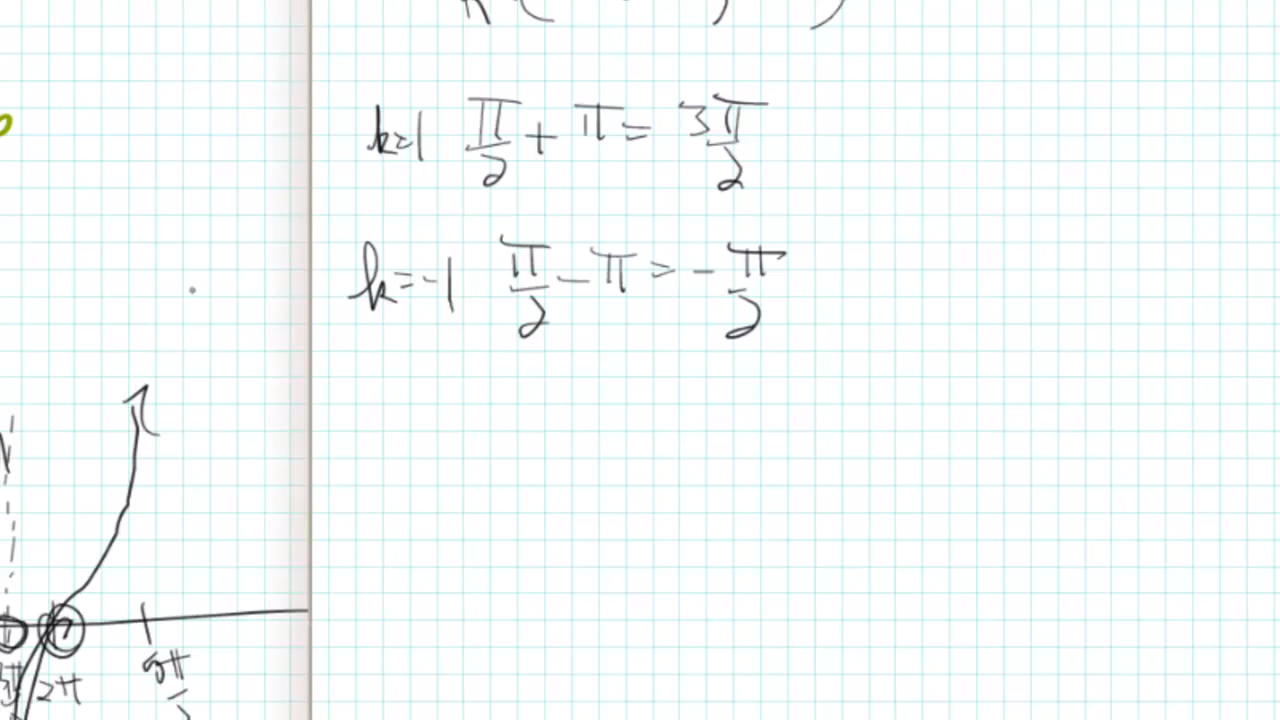 k=1 π/2 + π = 3π/2
k=-1 π/2 - π = -π/2
2π
5π/2